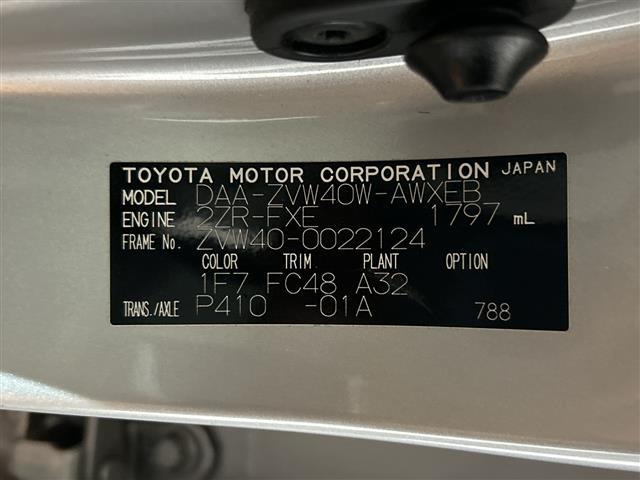 TOYOTA MOTOR CORPORATION JAPAN
MODEL DAA-ZVW40W-AWXEB
ENGINE 2ZR-FXE 1797 mL
FRAME No. ZVW40-0022124
COLOR TRIM PLANT OPTION
1F7 FC48 A32
TRANS./AXLE P410 -01A 788